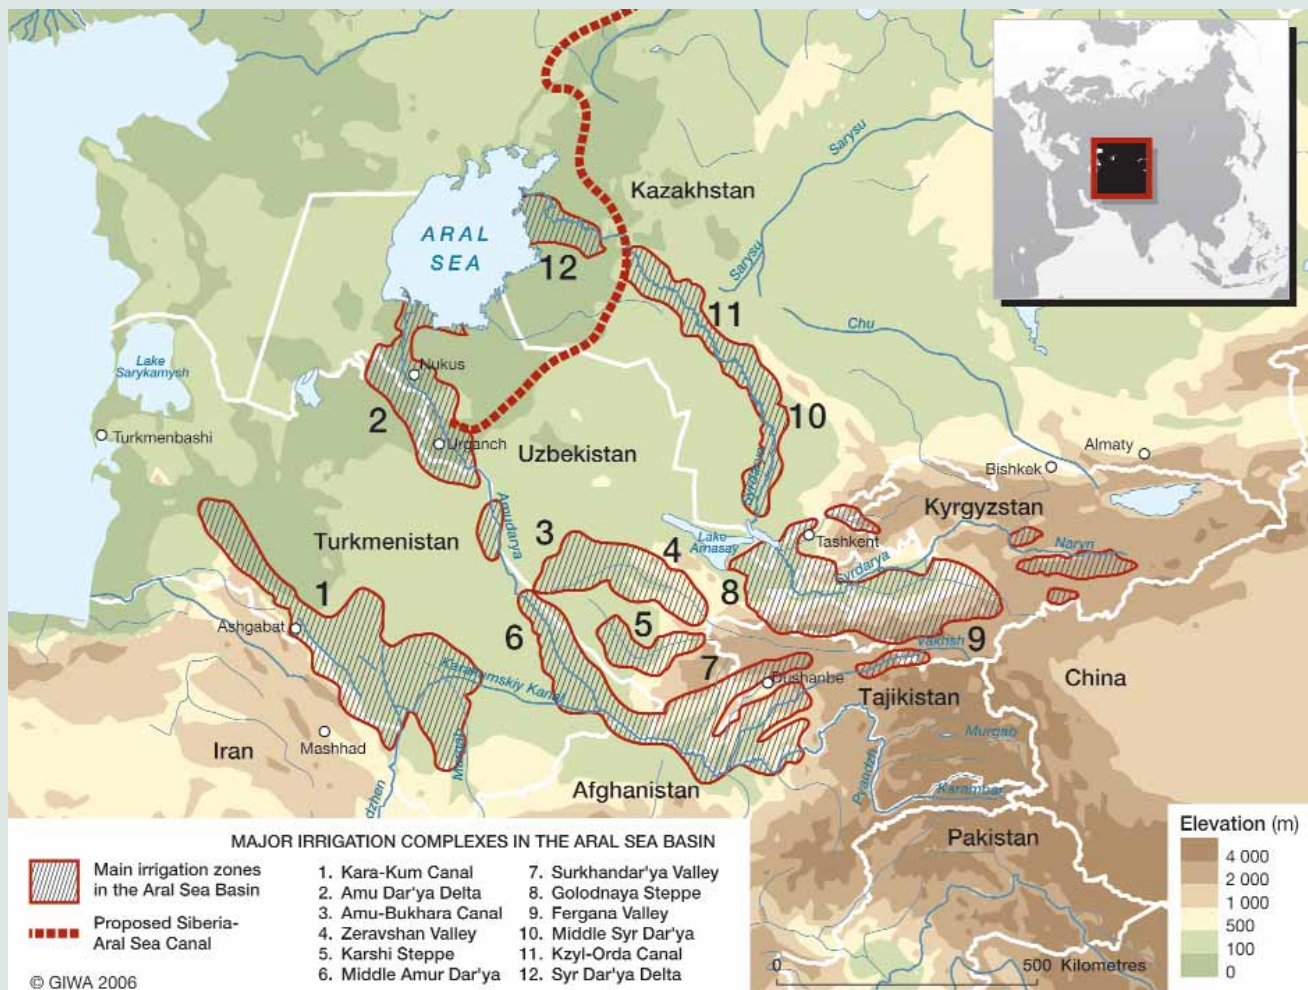 Kazakhstan
Sarysu
Sarysu
ARAL
SEA
12
11
Chu
Lake
Sarykamysh
Nukus
2
10
Turkmenbashi
Urganch
Uzbekistan
Almaty
Bishkek
Syrdarya
Kyrgyzstan
Amudarya
Turkmenistan
3
4
Lake
Arnasay
Tashkent
Naryn
Syrdarya
1
8
5
6
9
Ashgabat
Vakhsh
7
Karakumskiy Kanal
Dushanbe
China
Tajikistan
Iran
Mashhad
Murgab
Murgab
dzhen
Pyandzh
Karambar
Afghanistan
Pakistan
MAJOR IRRIGATION COMPLEXES IN THE ARAL SEA BASIN
Main irrigation zones
in the Aral Sea Basin
Proposed Siberia-
Aral Sea Canal
1. Kara-Kum Canal
2. Amu Dar'ya Delta
3. Amu-Bukhara Canal
4. Zeravshan Valley
5. Karshi Steppe
6. Middle Amur Dar'ya
7. Surkhandar'ya Valley
8. Golodnaya Steppe
9. Fergana Valley
10. Middle Syr Dar'ya
11. Kzyl-Orda Canal
12. Syr Dar'ya Delta
Elevation (m)
4 000
2 000
1 000
500
100
0
0 500 Kilometres
© GIWA 2006